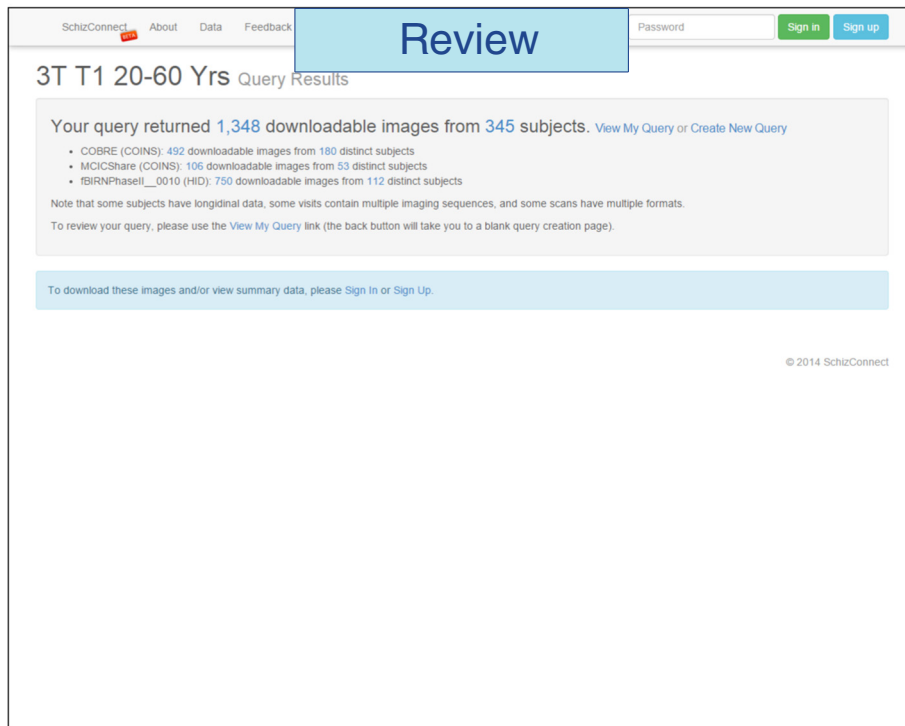 SchizConnect BETA About Data Feedback Review Password Sign in Sign up
3T T1 20-60 Yrs Query Results
Your query returned 1,348 downloadable images from 345 subjects. View My Query or Create New Query
• COBRE (COINS): 492 downloadable images from 180 distinct subjects
• MCICShare (COINS): 106 downloadable images from 53 distinct subjects
• fBIRNPhaseII__0010 (HID): 750 downloadable images from 112 distinct subjects
Note that some subjects have longidinal data, some visits contain multiple imaging sequences, and some scans have multiple formats.
To review your query, please use the View My Query link (the back button will take you to a blank query creation page).
To download these images and/or view summary data, please Sign In or Sign Up.
© 2014 SchizConnect